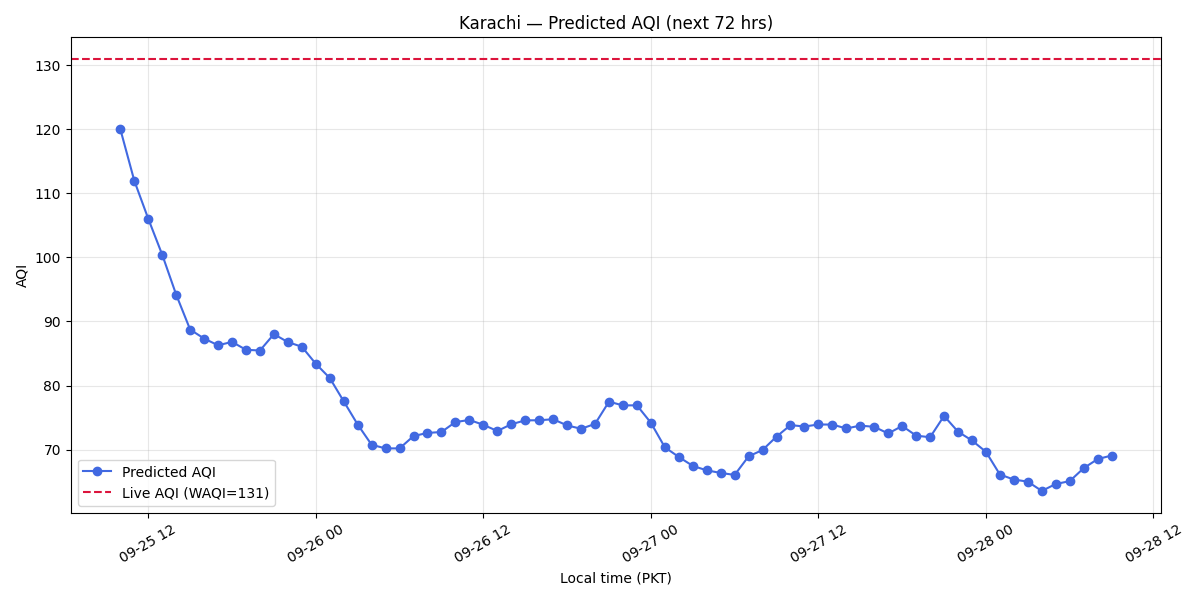 Karachi — Predicted AQI (next 72 hrs)
130
120
110
100
90
80
70
AQI
Predicted AQI
Live AQI (WAQI=131)
09-25 12
09-26 00
09-26 12
09-27 00
09-27 12
09-28 00
09-28 12
Local time (PKT)